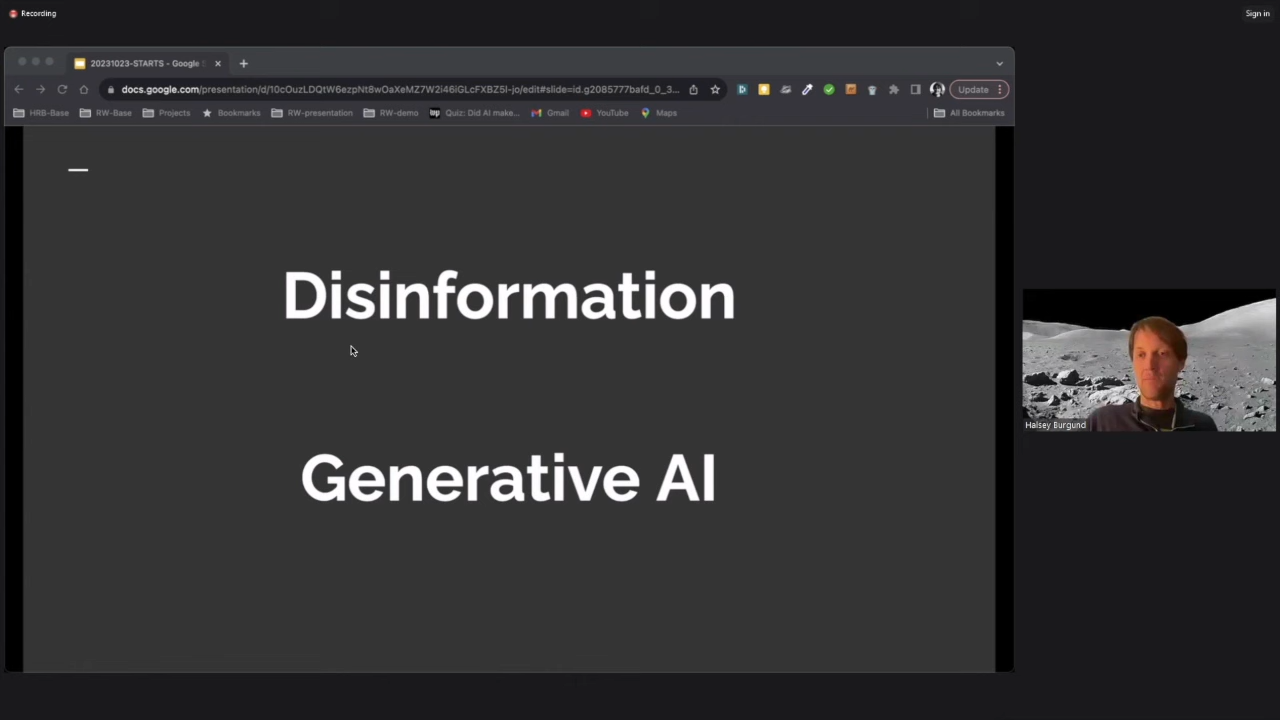 Recording
Sign in
20231023-STARTS - Google S
docs.google.com/presentation/d/10cOuzLDQtW6ezpNt8wOaXeMZ7W2i46iGLcFXBZ5l-jo/edit#slide=id.g2085777bafd_0_3...
Update
HRB-Base RW-Base Projects Bookmarks RW-presentation RW-demo Quiz: Did AI make... Gmail YouTube Maps All Bookmarks
Disinformation
Generative AI
Halsey Burgund